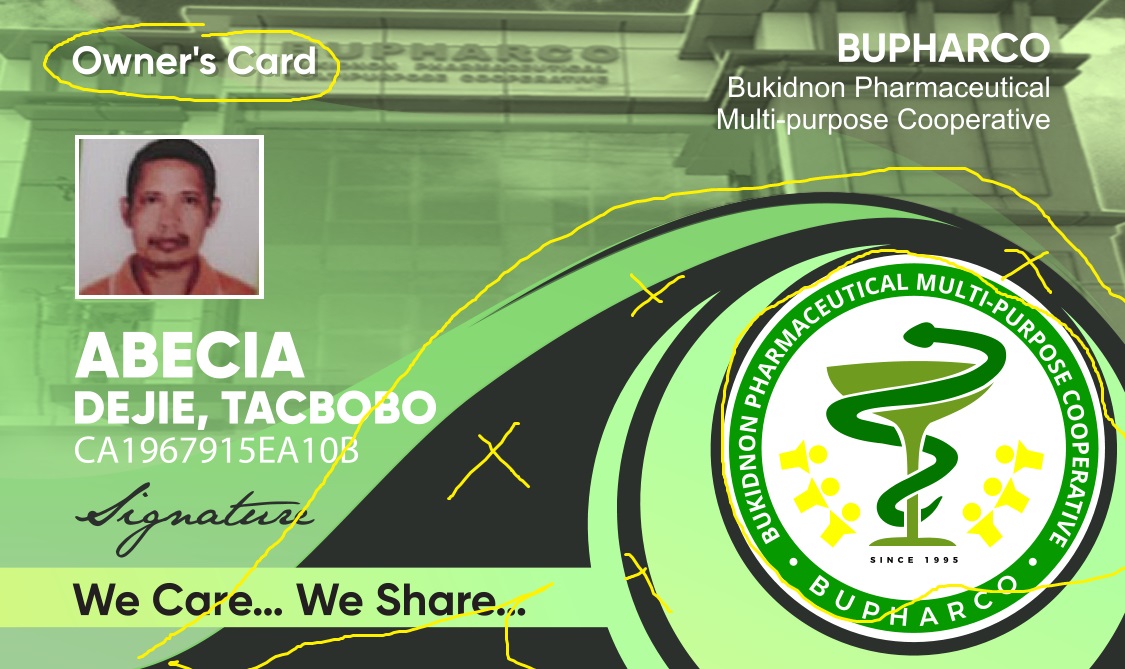 Owner's Card
BUPHARCO
BUPHARCO
Bukidnon Pharmaceutical
Multi-purpose Cooperative
ABECIA
DEJIE, TACBOBO
CA1967915EA10B
Signature
We Care... We Share...
BUKIDNON PHARMACEUTICAL MULTI-PURPOSE COOPERATIVE
SINCE 1995
• BUPHARCO •